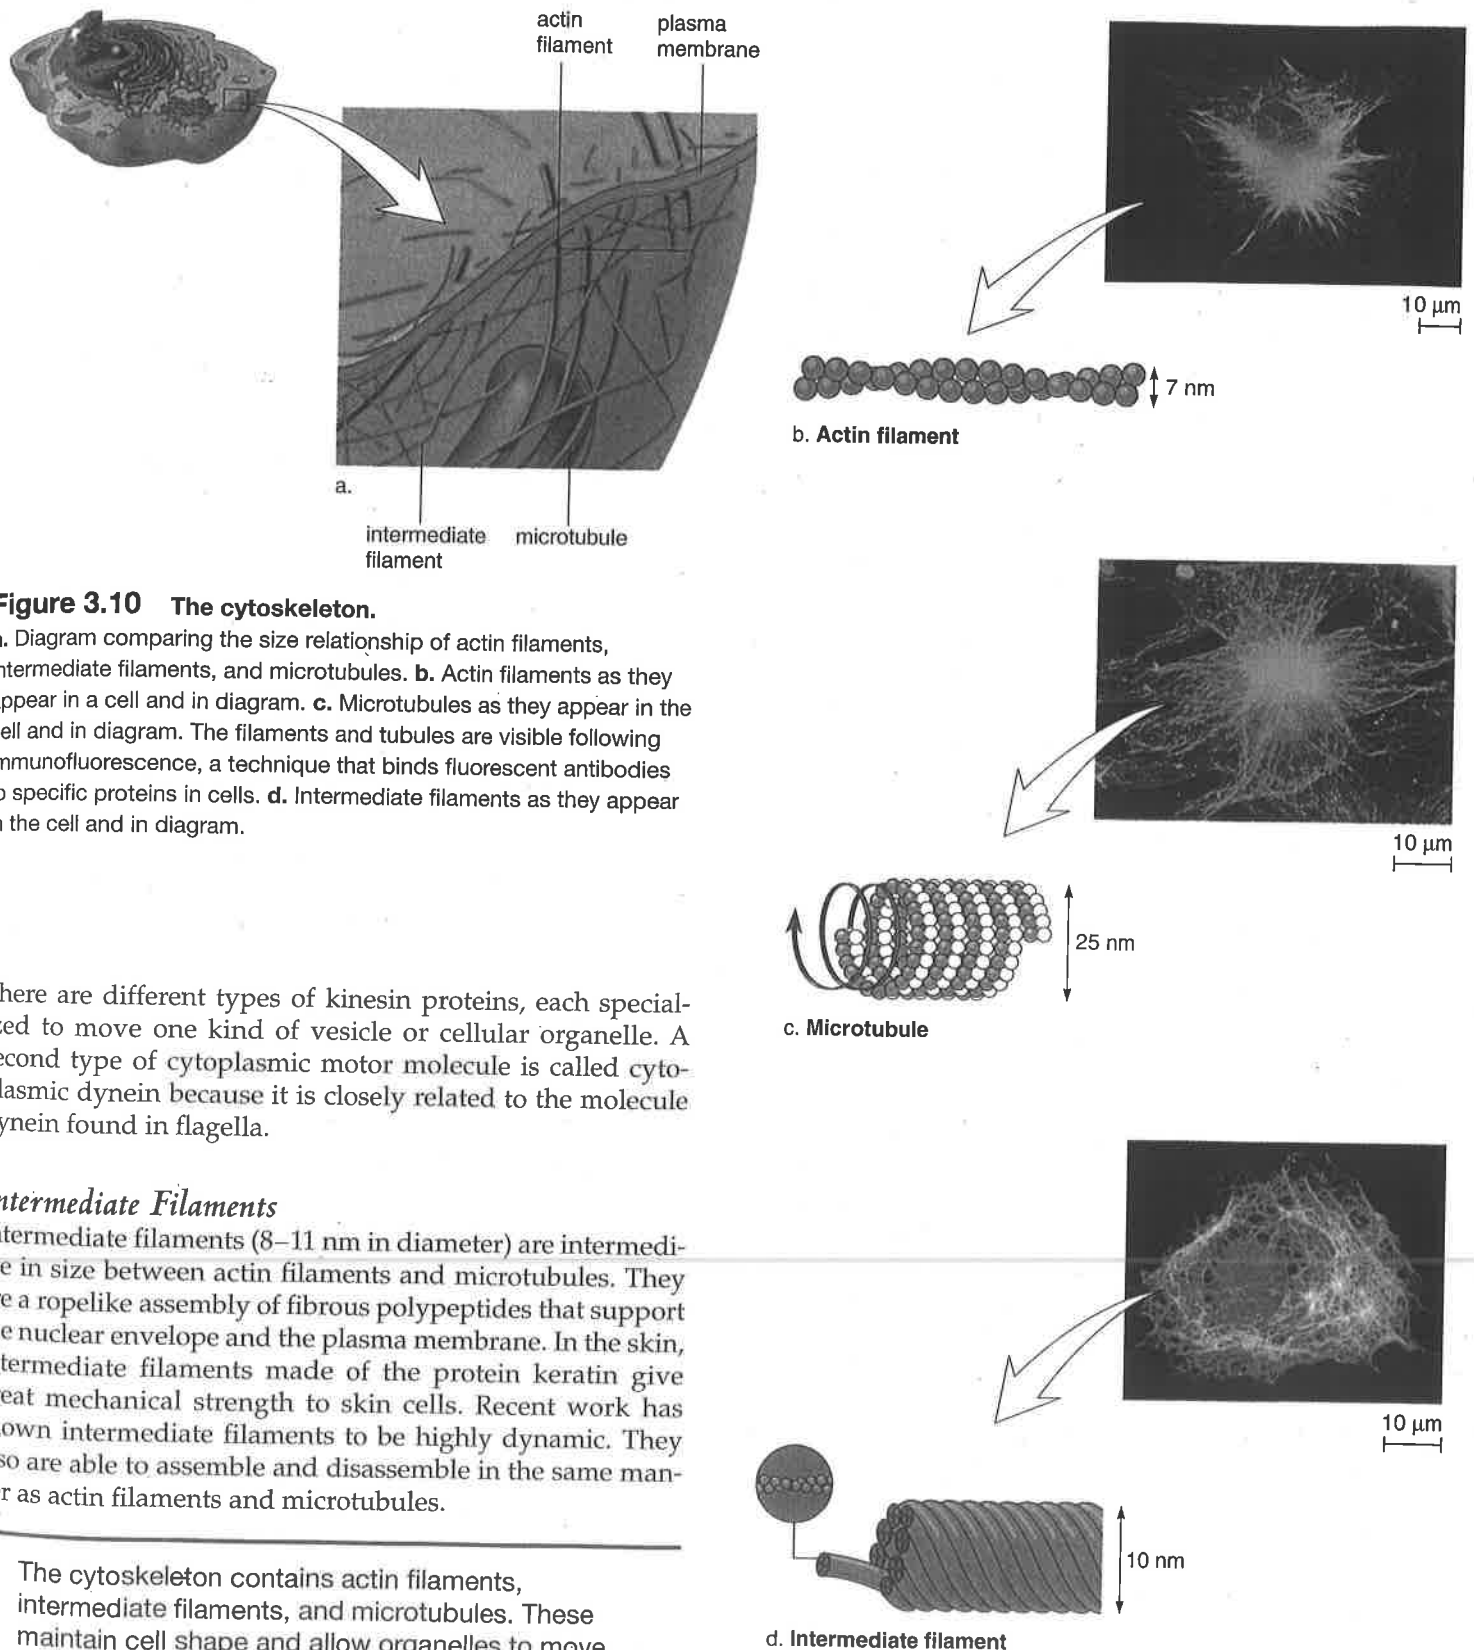 actin
filament
plasma
membrane
a.
intermediate
filament
microtubule
10 µm
7 nm
b. Actin filament
10 µm
25 nm
c. Microtubule
10 µm
10 nm
d. Intermediate filament
Figure 3.10 The cytoskeleton.
. Diagram comparing the size relationship of actin filaments,
ntermediate filaments, and microtubules. b. Actin filaments as they
ppear in a cell and in diagram. c. Microtubules as they appear in the
ell and in diagram. The filaments and tubules are visible following
mmunofluorescence, a technique that binds fluorescent antibodies
o specific proteins in cells. d. Intermediate filaments as they appear
the cell and in diagram.
here are different types of kinesin proteins, each special-
ed to move one kind of vesicle or cellular organelle. A
econd type of cytoplasmic motor molecule is called cyto-
lasmic dynein because it is closely related to the molecule
ynein found in flagella.
ntermediate Filaments
termediate filaments (8–11 nm in diameter) are intermedi-
e in size between actin filaments and microtubules. They
e a ropelike assembly of fibrous polypeptides that support
e nuclear envelope and the plasma membrane. In the skin,
termediate filaments made of the protein keratin give
eat mechanical strength to skin cells. Recent work has
own intermediate filaments to be highly dynamic. They
so are able to assemble and disassemble in the same man-
r as actin filaments and microtubules.
The cytoskeleton contains actin filaments,
intermediate filaments, and microtubules. These
maintain cell shape and allow organelles to move